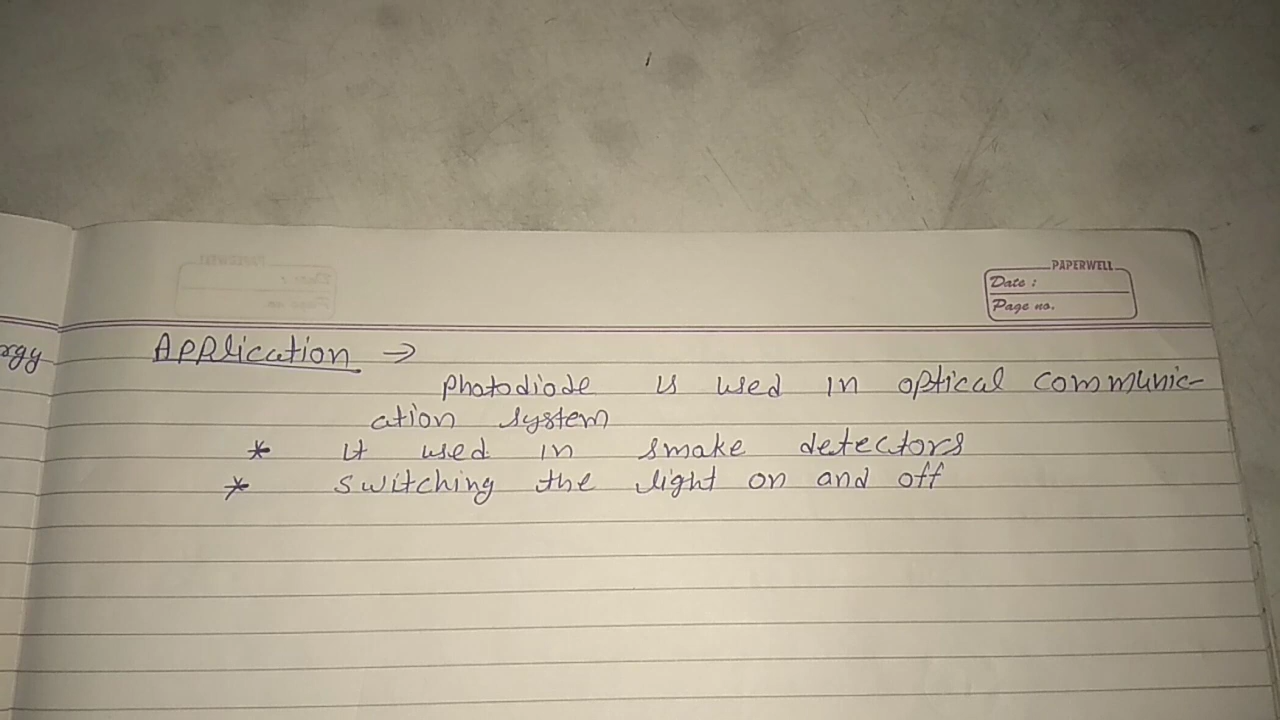 PAPERWELL
Date :
Page no.
Application →
photodiode is used in optical communic-
ation system
* it used in smake detectors
* switching the light on and off